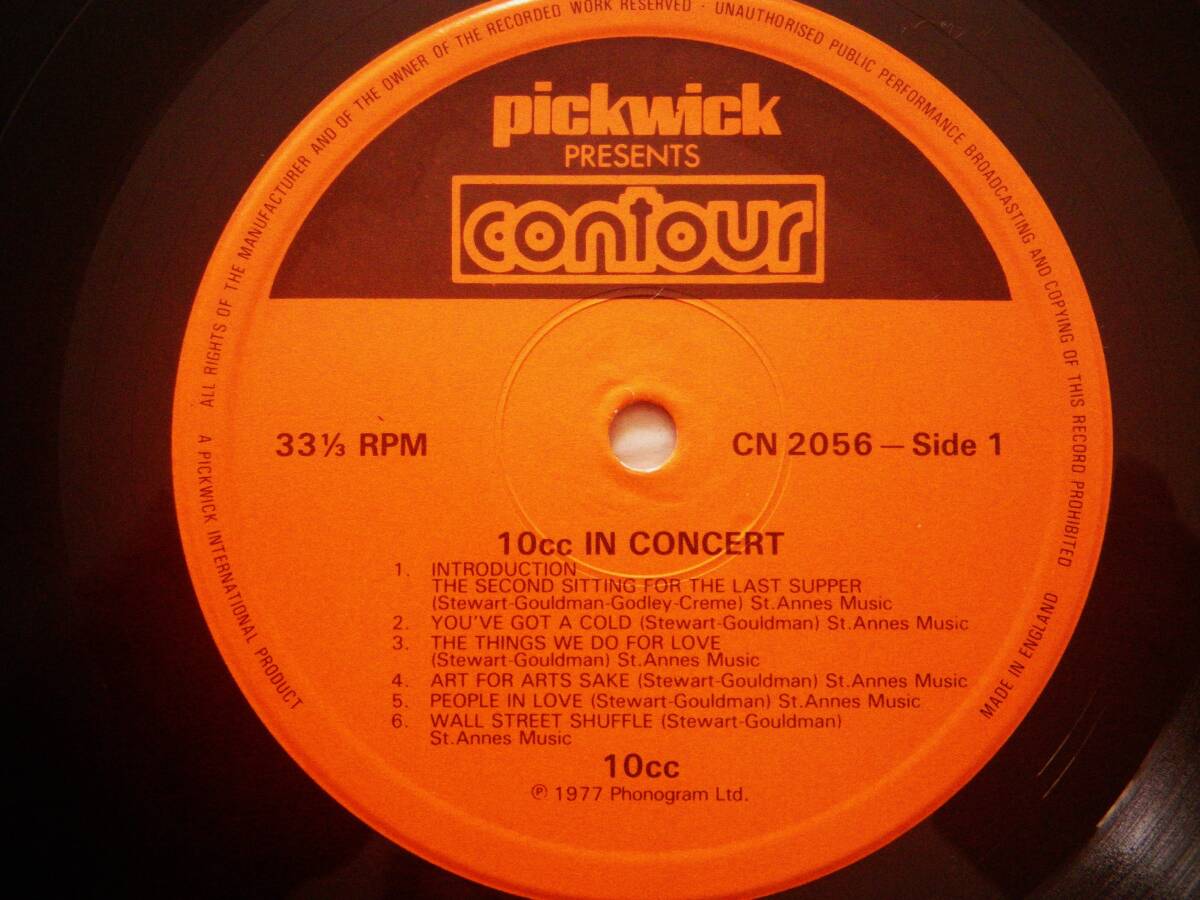 ALL RIGHTS OF THE MANUFACTURER AND OF THE OWNER OF THE RECORDED WORK RESERVED · UNAUTHORISED PUBLIC PERFORMANCE BROADCASTING AND COPYING OF THIS RECORD PROHIBITED
pickwick
PRESENTS
contour
33⅓ RPM
CN 2056 — Side 1
10cc IN CONCERT
1. INTRODUCTION
THE SECOND SITTING FOR THE LAST SUPPER
(Stewart-Gouldman-Godley-Creme) St.Annes Music
2. YOU'VE GOT A COLD (Stewart-Gouldman) St.Annes Music
3. THE THINGS WE DO FOR LOVE
(Stewart-Gouldman) St.Annes Music
4. ART FOR ARTS SAKE (Stewart-Gouldman) St.Annes Music
5. PEOPLE IN LOVE (Stewart-Gouldman) St.Annes Music
6. WALL STREET SHUFFLE (Stewart-Gouldman)
St.Annes Music
10cc
℗ 1977 Phonogram Ltd.
A PICKWICK INTERNATIONAL PRODUCT
MADE IN ENGLAND